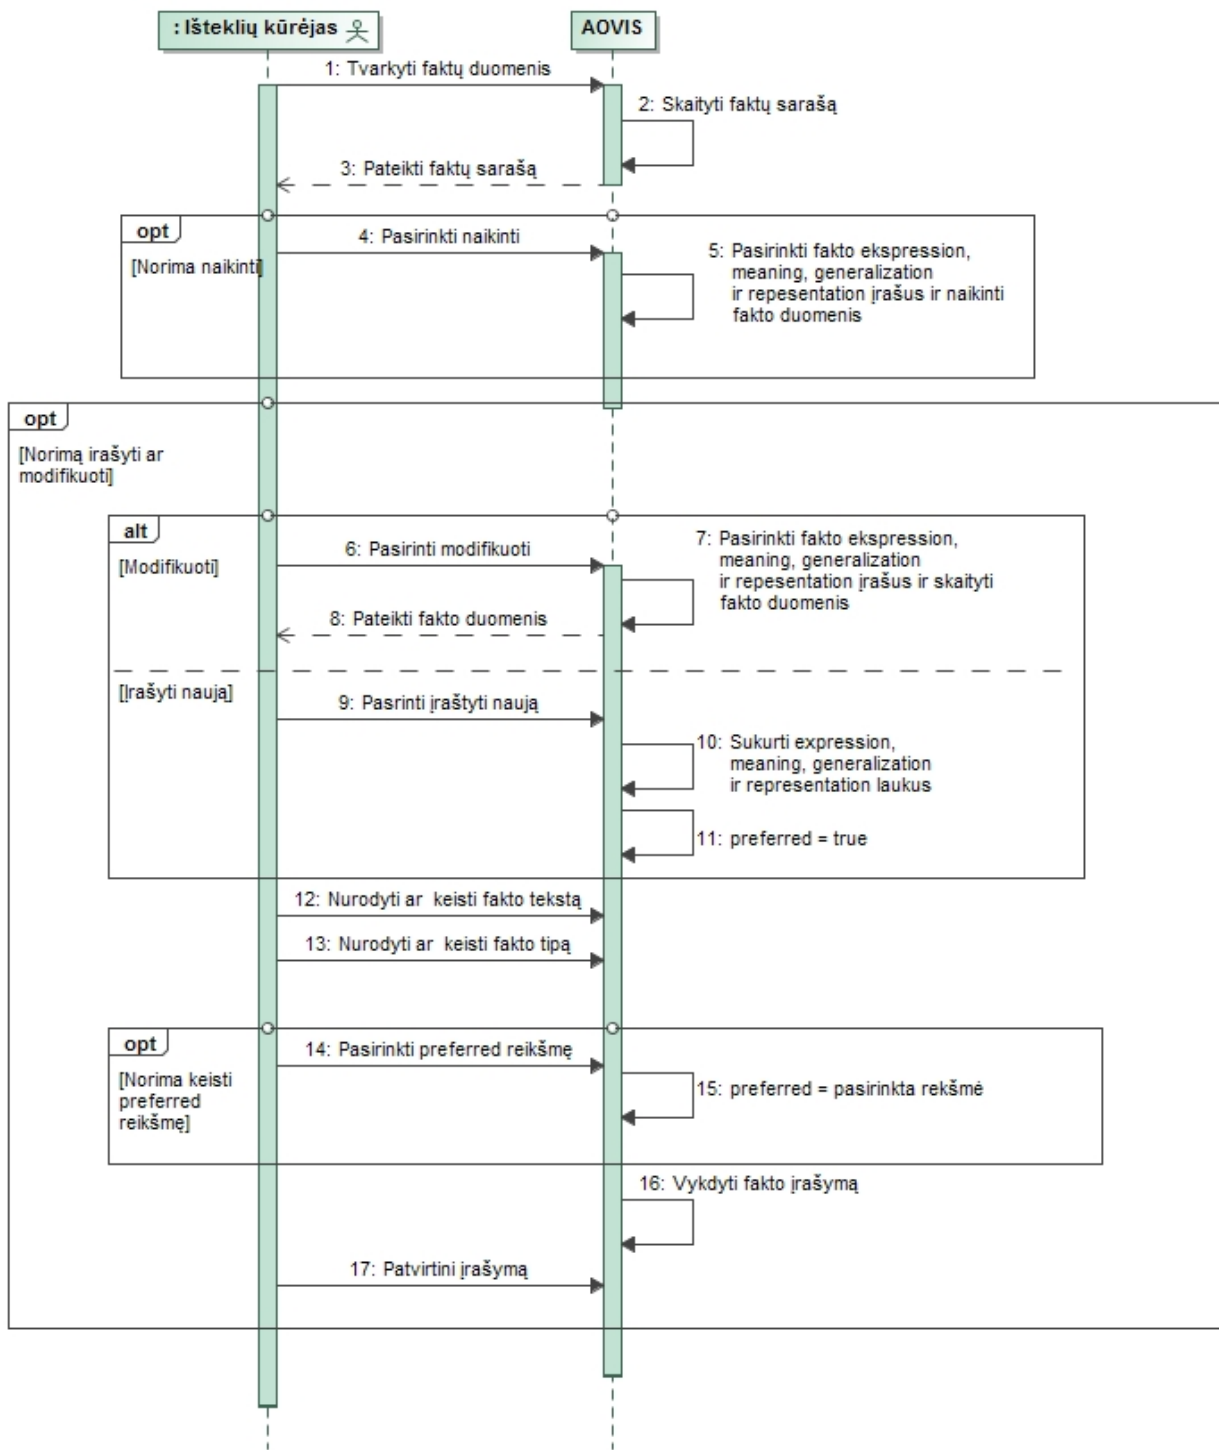 : Išteklių kūrėjas
AOVIS
1: Tvarkyti faktų duomenis
2: Skaityti faktų sarašą
3: Pateikti faktų sarašą
opt
[Norima naikinti]
4: Pasirinkti naikinti
5: Pasirinkti fakto ekspression,
meaning, generalization
ir repesentation įrašus ir naikinti
fakto duomenis
opt
[Norimą irašyti ar
modifikuoti]
alt
[Modifikuoti]
6: Pasirinti modifikuoti
7: Pasirinkti fakto ekspression,
meaning, generalization
ir repesentation įrašus ir skaityti
fakto duomenis
8: Pateikti fakto duomenis
[Įrašyti naują]
9: Pasrinti įraštyti naują
10: Sukurti expression,
meaning, generalization
ir representation laukus
11: preferred = true
12: Nurodyti ar keisti fakto tekstą
13: Nurodyti ar keisti fakto tipą
opt
[Norima keisti
preferred
reikšmę]
14: Pasirinkti preferred reikšmę
15: preferred = pasirinkta rekšmė
16: Vykdyti fakto įrašymą
17: Patvirtini įrašymą